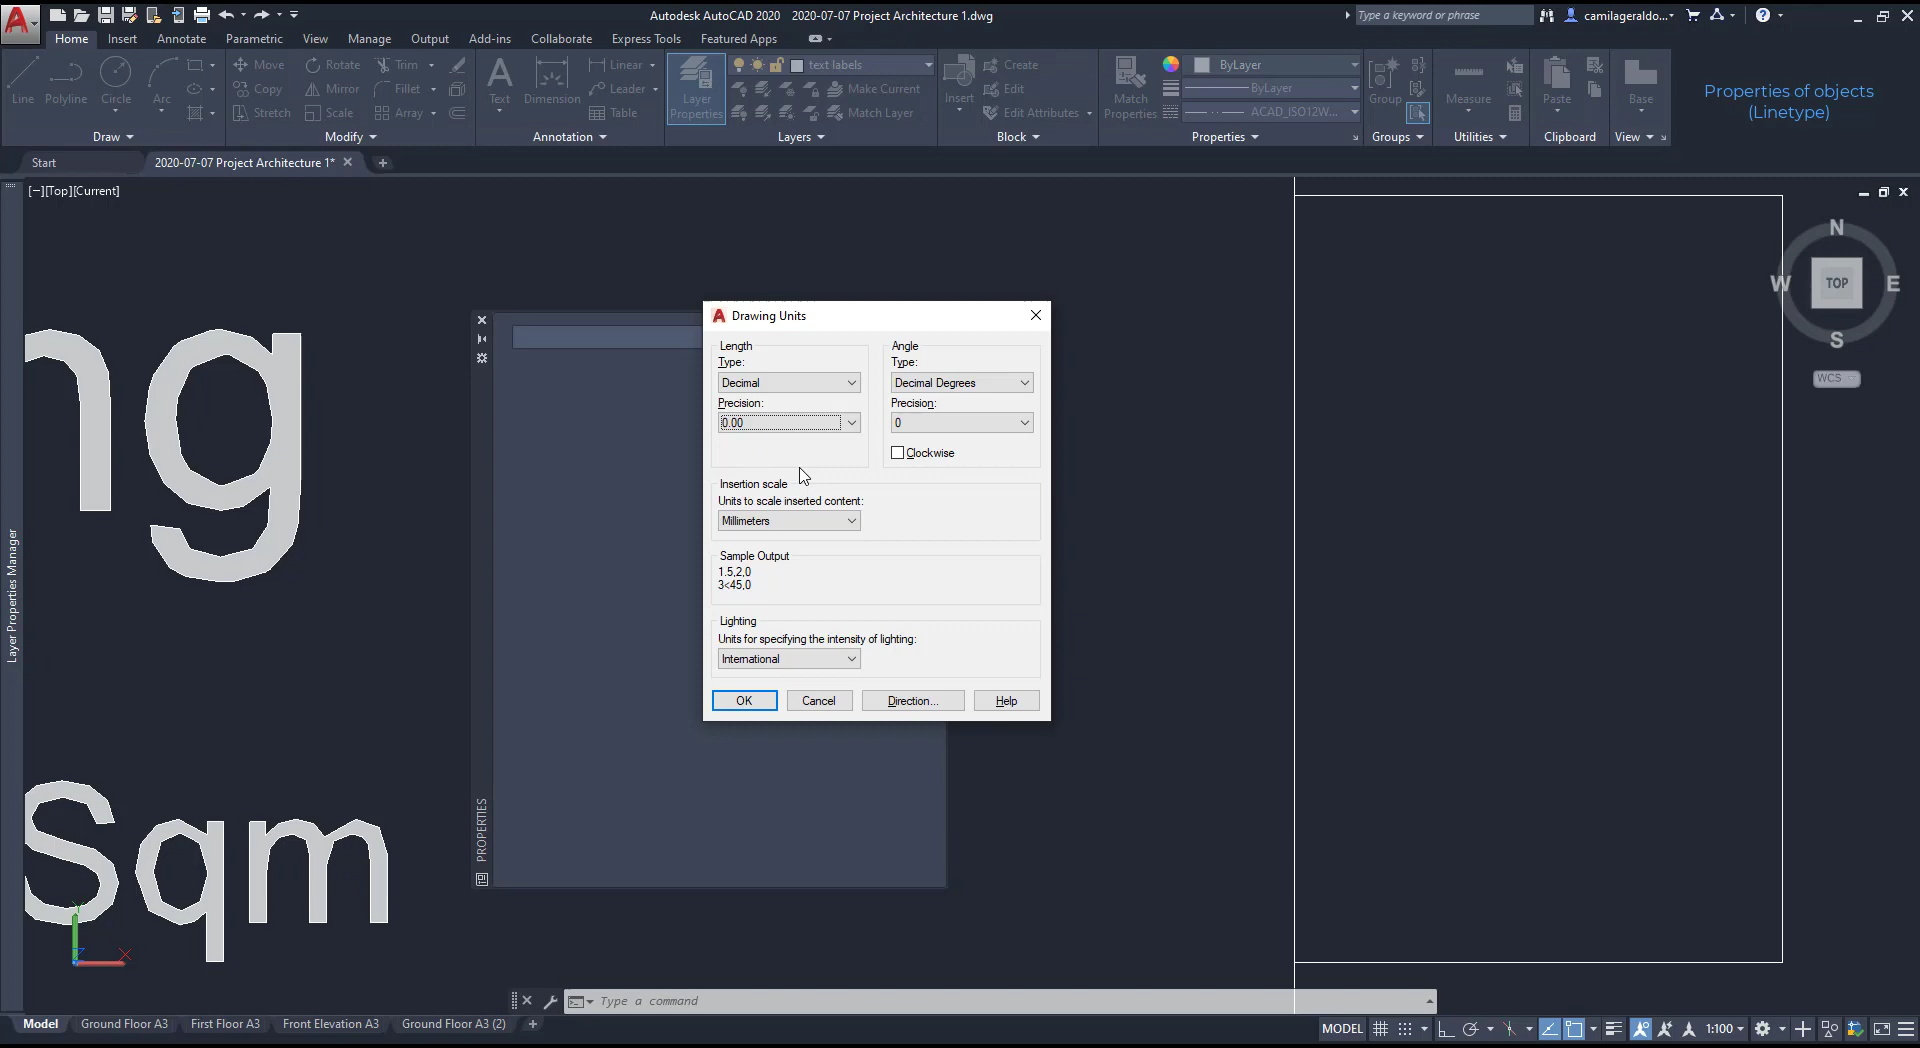 Autodesk AutoCAD 2020 2020-07-07 Project Architecture 1.dwg
Type a keyword or phrase
camilageraldo...
Home Insert Annotate Parametric View Manage Output Add-ins Collaborate Express Tools Featured Apps
Line Polyline Circle Arc
Draw
Move Rotate Trim
Copy Mirror Fillet
Stretch Scale Array
Modify
Text Dimension
Linear
Leader
Table
Annotation
Layer
Properties
text labels
Make Current
Match Layer
Layers
Insert
Create
Edit
Edit Attributes
Block
Match
Properties
ByLayer
ByLayer
ACAD_ISO12W...
Properties
Group
Groups
Measure
Utilities
Paste
Clipboard
Base
View
Properties of objects
(Linetype)
Start 2020-07-07 Project Architecture 1*
[−][Top][Current]
N
W TOP E
S
WCS
ng
Sqm
Layer Properties Manager
PROPERTIES
Drawing Units
Length
Type:
Decimal
Precision:
0.00
Angle
Type:
Decimal Degrees
Precision:
0
Clockwise
Insertion scale
Units to scale inserted content:
Millimeters
Sample Output
1.5,2,0
3<45,0
Lighting
Units for specifying the intensity of lighting:
International
OK Cancel Direction... Help
Y
Z
X
Type a command
Model Ground Floor A3 First Floor A3 Front Elevation A3 Ground Floor A3 (2)
MODEL 1:100